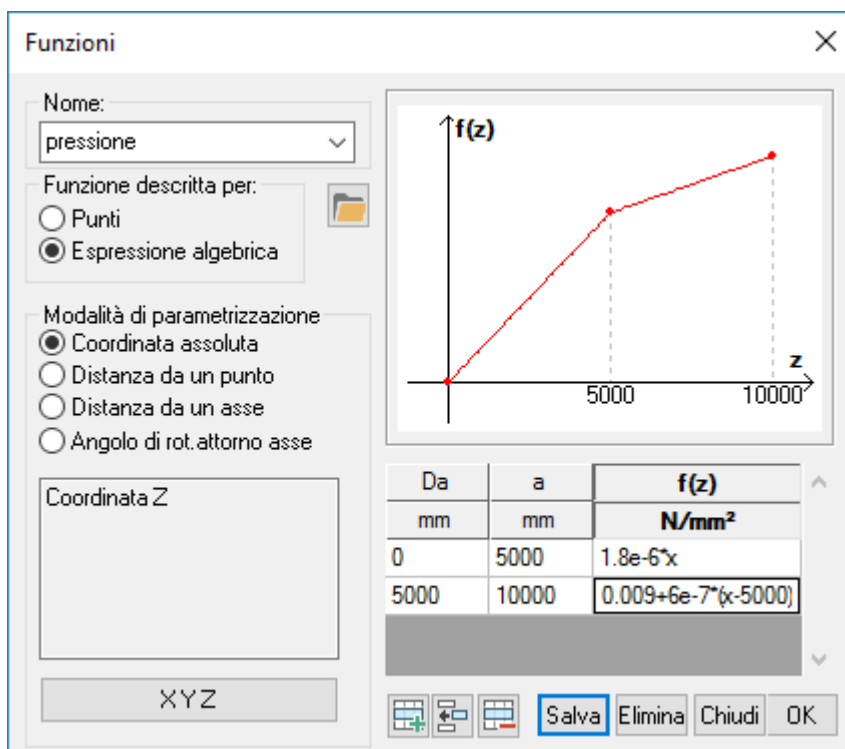 Funzioni
Nome:
pressione
Funzione descritta per:
Punti
Espressione algebrica
Modalità di parametrizzazione
Coordinata assoluta
Distanza da un punto
Distanza da un asse
Angolo di rot.attorno asse
Coordinata Z
X Y Z
f(z)
z
5000 10000
Da a f(z)
mm mm N/mm²
0 5000 1.8e-6*x
5000 10000 0.009+6e-7*(x-5000)
Salva Elimina Chiudi OK